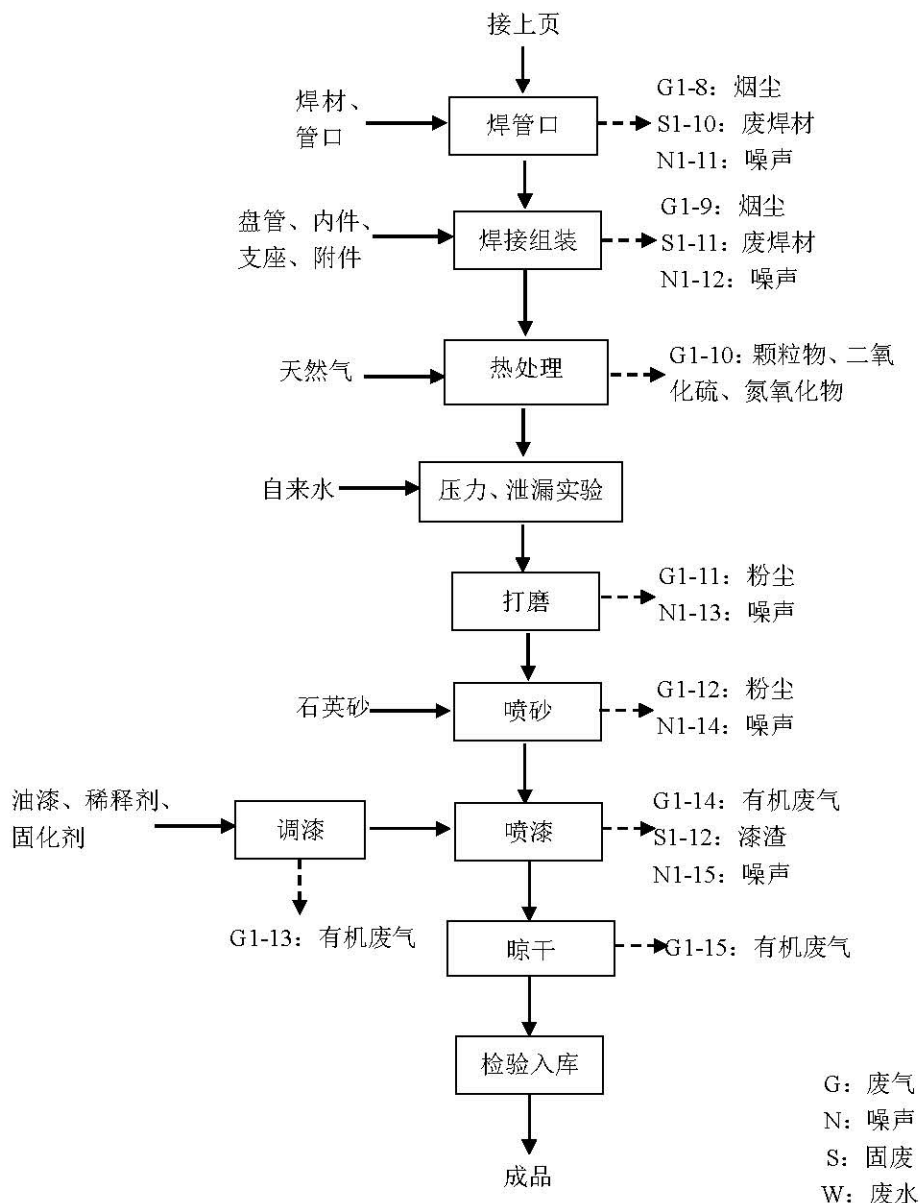 接上页
焊材、
管口
焊管口
G1-8：烟尘
S1-10：废焊材
N1-11：噪声
盘管、内件、
支座、附件
焊接组装
G1-9：烟尘
S1-11：废焊材
N1-12：噪声
天然气
热处理
G1-10：颗粒物、二氧
化硫、氮氧化物
自来水
压力、泄漏实验
打磨
G1-11：粉尘
N1-13：噪声
石英砂
喷砂
G1-12：粉尘
N1-14：噪声
油漆、稀释剂、
固化剂
调漆
喷漆
G1-14：有机废气
S1-12：漆渣
N1-15：噪声
G1-13：有机废气
晾干
G1-15：有机废气
检验入库
成品
G：废气
N：噪声
S：固废
W：废水